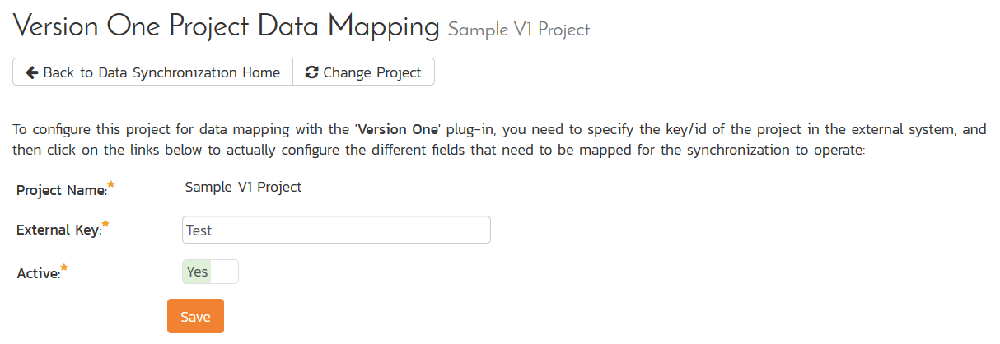 Version One Project Data Mapping Sample V1 Project
Back to Data Synchronization Home Change Project
To configure this project for data mapping with the 'Version One' plug-in, you need to specify the key/id of the project in the external system, and
then click on the links below to actually configure the different fields that need to be mapped for the synchronization to operate:
Project Name: Sample V1 Project
External Key: Test
Active: Yes
Save